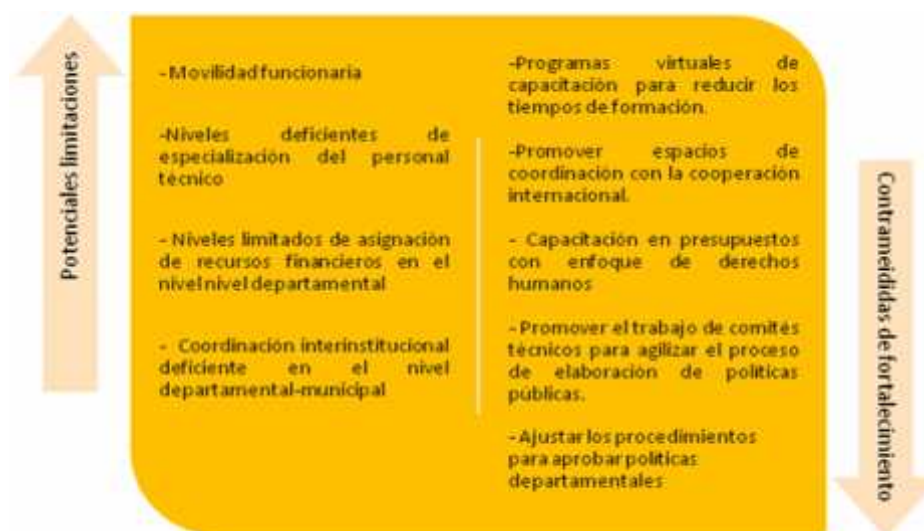 Potenciales limitaciones
- Movilidad funcionaria
-Niveles deficientes de
especialización del personal
técnico
- Niveles limitados de asignación
de recursos financieros en el
nivel nivel departamental
- Coordinación interinstitucional
deficiente en el nivel
departamental-municipal
-Programas virtuales de
capacitación para reducir los
tiempos de formación.
-Promover espacios de
coordinación con la cooperación
internacional.
- Capacitación en presupuestos
con enfoque de derechos
humanos
- Promover el trabajo de comités
técnicos para agilizar el proceso
de elaboración de políticas
públicas.
- Ajustar los procedimientos
para aprobar políticas
departamentales
Contrameididas de fortalecimiento